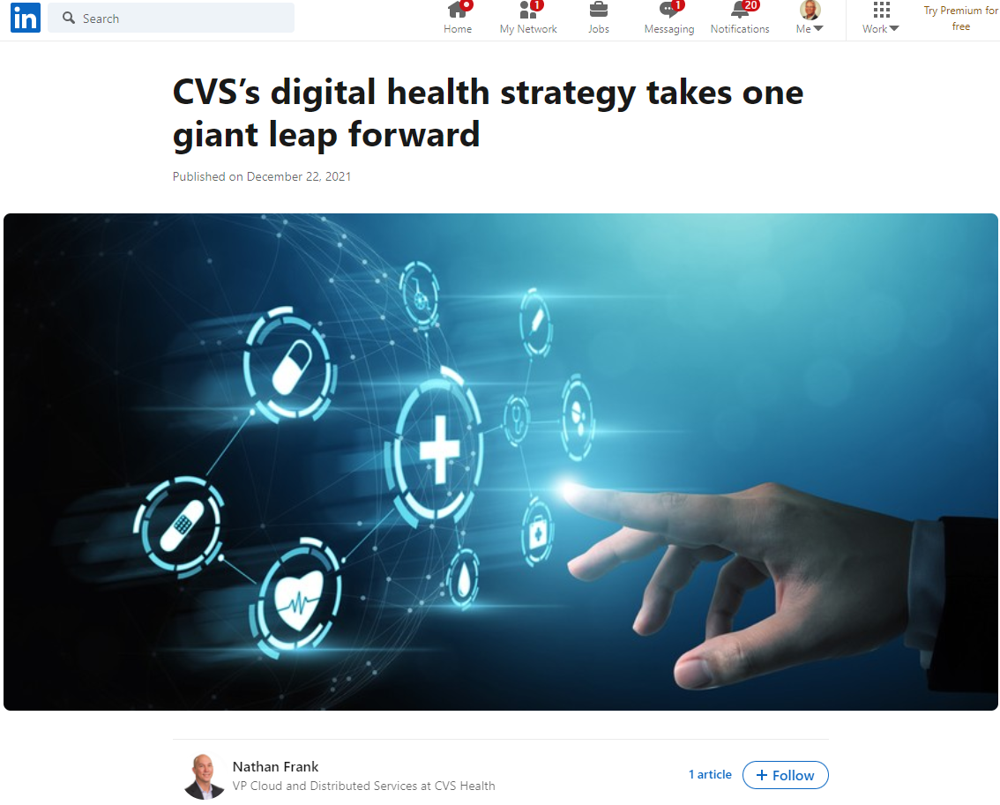 in
Search
1
1
20
Home
My Network
Jobs
Messaging
Notifications
Me
Work
Try Premium for
free
CVS’s digital health strategy takes one
giant leap forward
Published on December 22, 2021
Nathan Frank
VP Cloud and Distributed Services at CVS Health
1 article
+ Follow